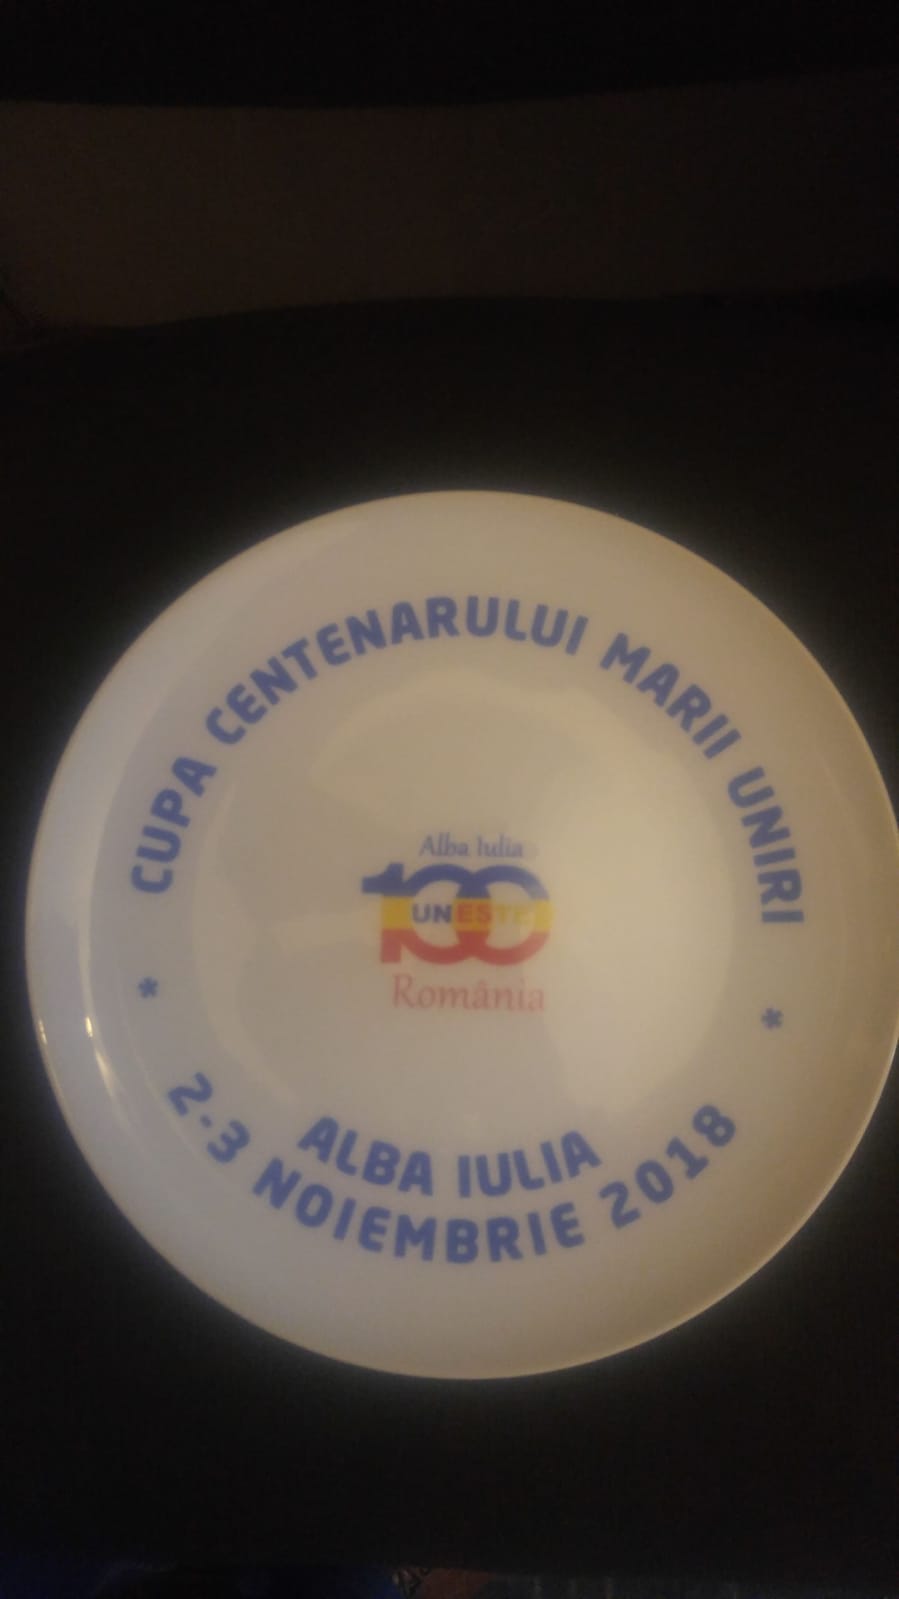 CUPA CENTENARULUI MARII UNIRI
Alba Iulia
100
UNEȘTE
România
* *
ALBA IULIA
2-3 NOIEMBRIE 2018